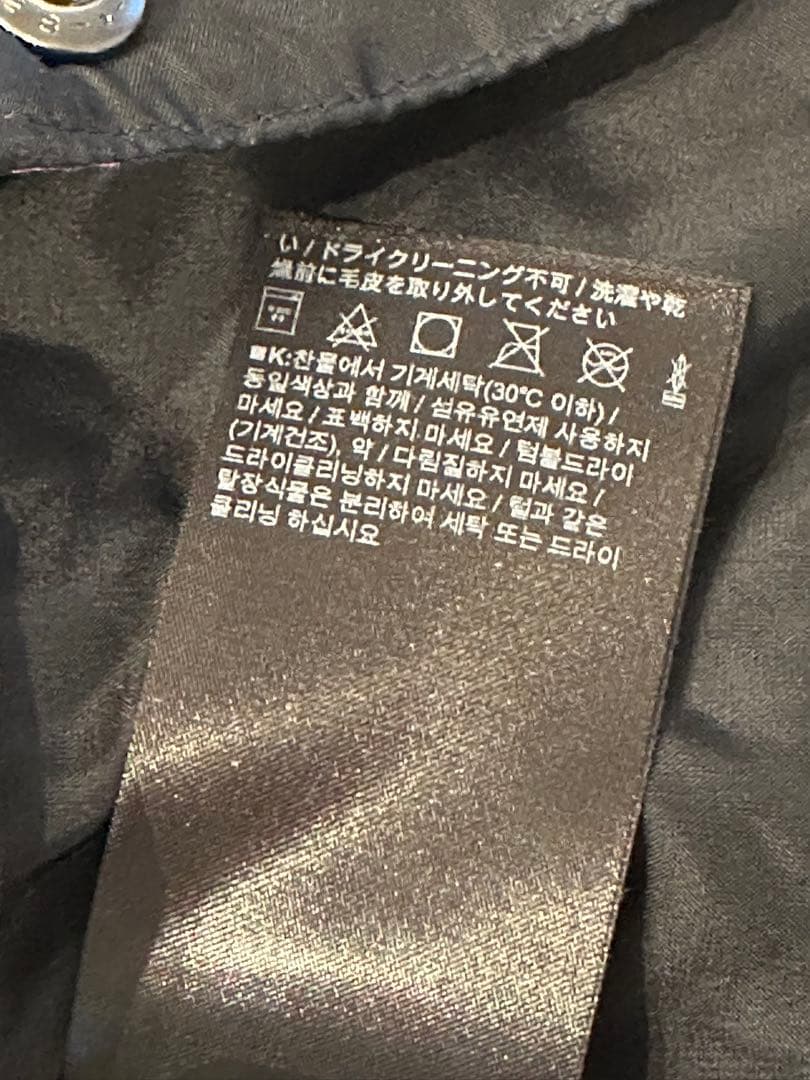 い / ドライクリーニング不可 / 洗濯や乾
燥前に毛皮を取り外してください
■K:찬물에서 기계세탁(30°C 이하) /
동일색상과 함께 / 섬유유연제 사용하지
마세요 / 표백하지 마세요 / 텀블드라이
(기계건조), 약 / 다림질하지 마세요 /
드라이클리닝하지 마세요 / 털과 같은
탈장식물은 분리하여 세탁 또는 드라이
클리닝 하십시요